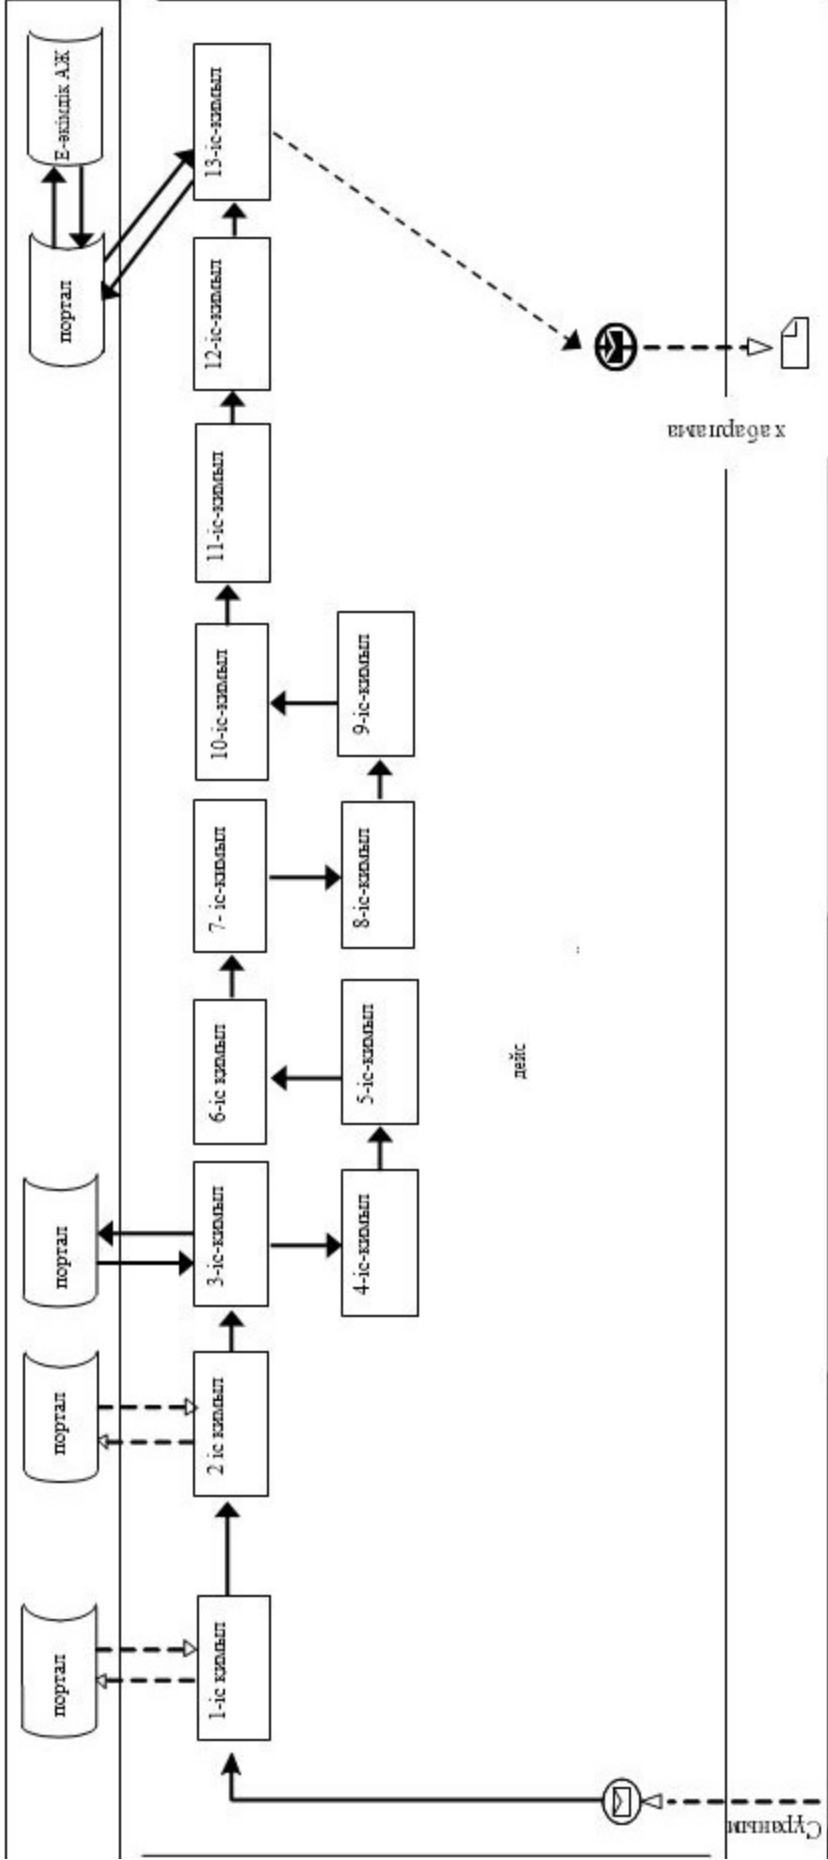 портал
портал
портал
портал
Е-әкімдік АЖ
1-іс қимыл
2 іс қимыл
3-іс-қимыл
6-іс қимыл
7- іс-қимыл
10-іс-қимыл
11-іс-қимыл
12-іс-қимыл
13-іс-қимыл
4-іс-қимыл
5-іс-қимыл
8-іс-қимыл
9-іс-қимыл
дейс
Сұраным
хабарлама